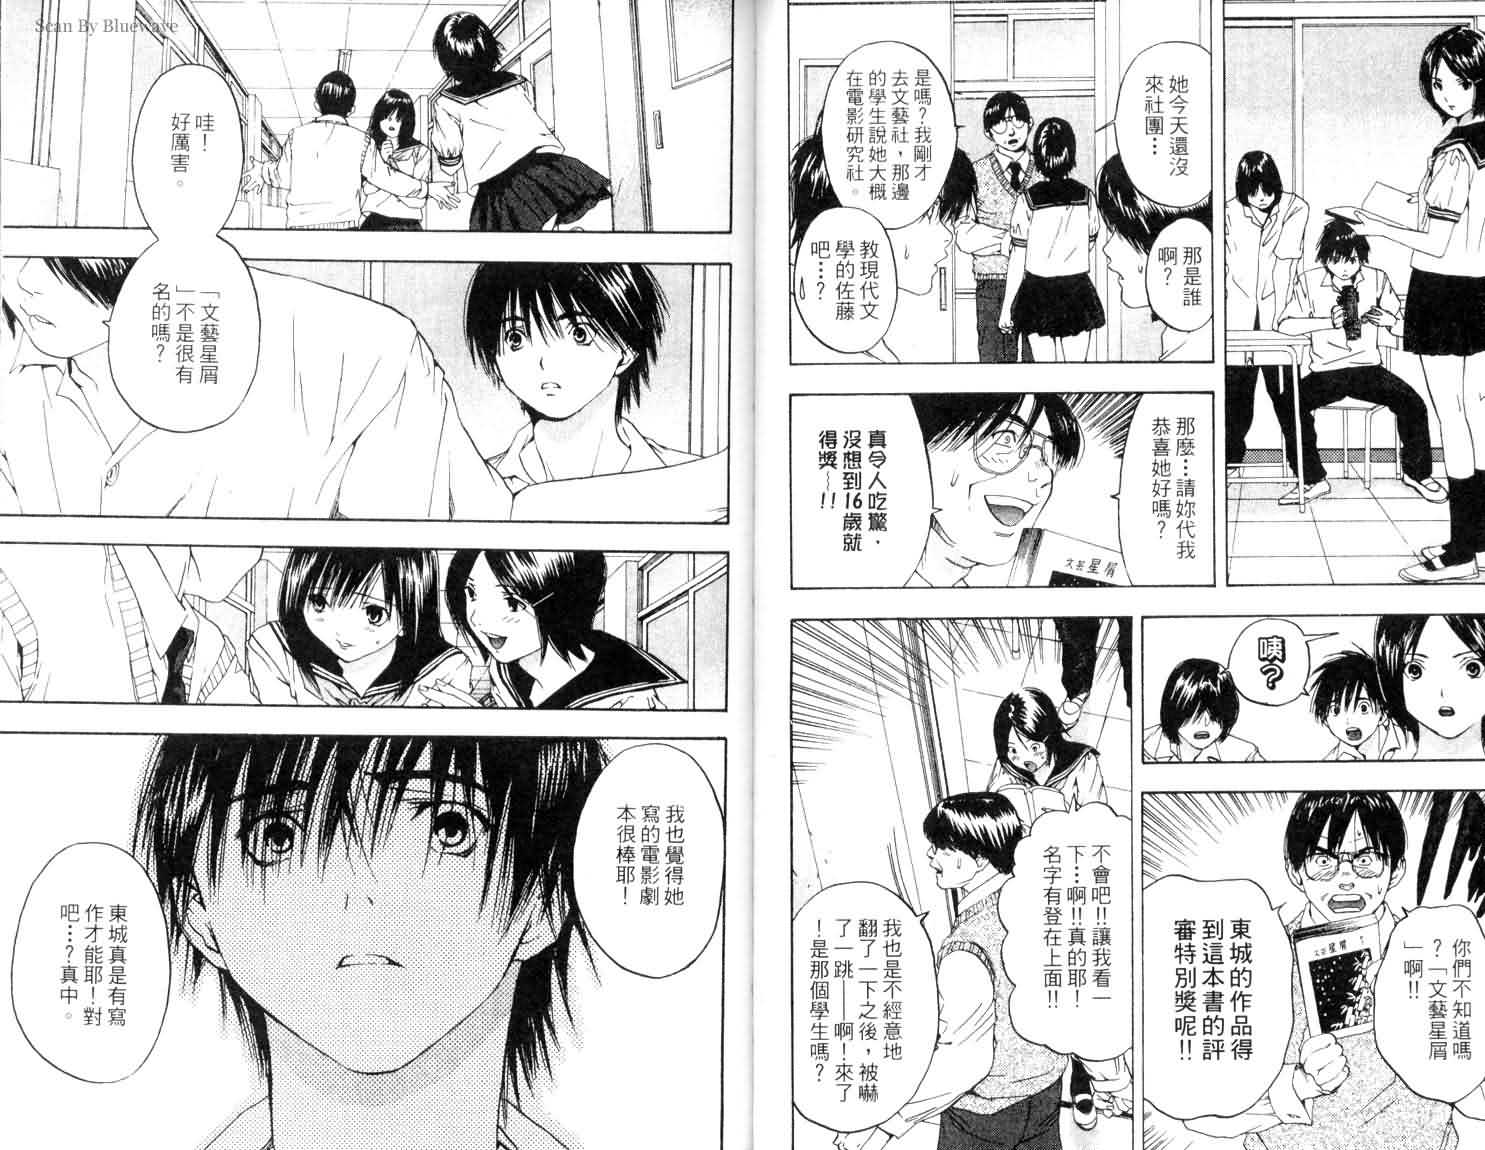 Scan By Bluewave
她今天還沒
來社團…
那是誰
啊？
是嗎？我剛才
去文藝社，那邊
的學生說她大概
在電影研究社。
教現代文
學的佐藤
吧…？
那麼…請妳代我
恭喜她好嗎？
真令人吃驚．
沒想到16歲就
得獎～！！
文芸星屑
咦？
你們不知道嗎
？「文藝星屑
」啊！！
文芸星屑
東城的作品得
到這本書的評
審特別獎呢！！
不會吧！！讓我看一
下…啊！！真的耶！
名字有登在上面！！
我也是不經意地
翻了一下之後，被嚇
了一跳——啊！來了
！是那個學生嗎？
哇！
好厲害。
「文藝星屑
」不是很有
名的嗎？
我也覺得她
寫的電影劇
本很棒耶！
東城真是有寫
作才能耶！對
吧…？真中。